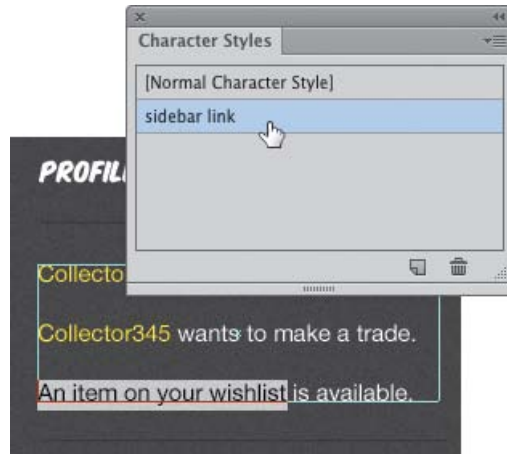 Character Styles
[Normal Character Style]
sidebar link
Collector345 wants to make a trade.
An item on your wishlist is available.